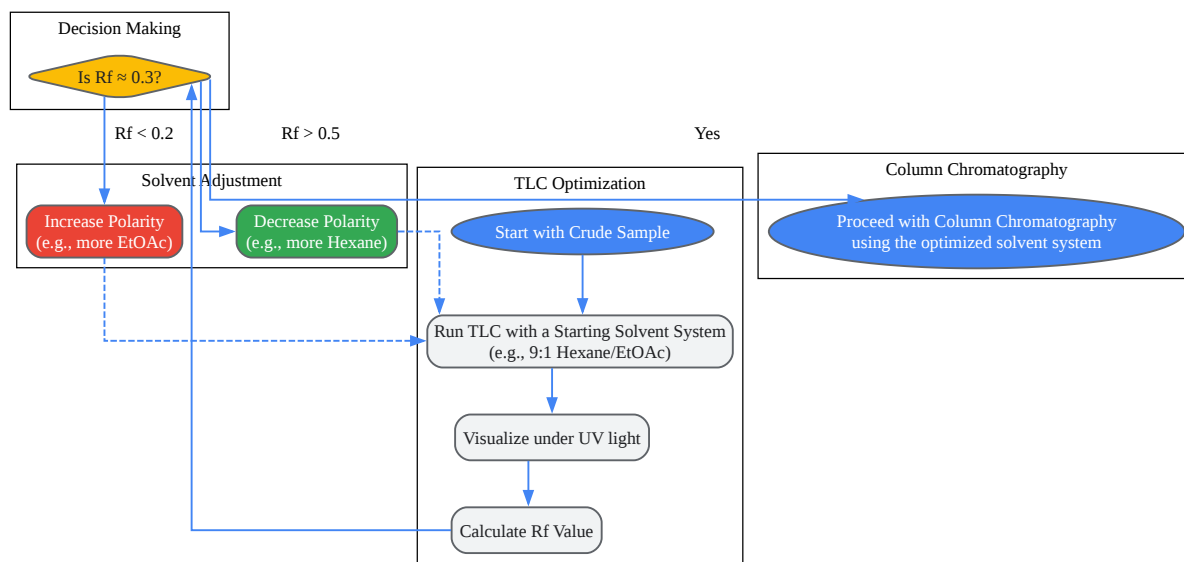 Decision Making
Is Rf ≈ 0.3?
Rf < 0.2
Rf > 0.5
Yes
Solvent Adjustment
Increase Polarity
(e.g., more EtOAc)
Decrease Polarity
(e.g., more Hexane)
TLC Optimization
Start with Crude Sample
Run TLC with a Starting Solvent System
(e.g., 9:1 Hexane/EtOAc)
Visualize under UV light
Calculate Rf Value
Column Chromatography
Proceed with Column Chromatography
using the optimized solvent system